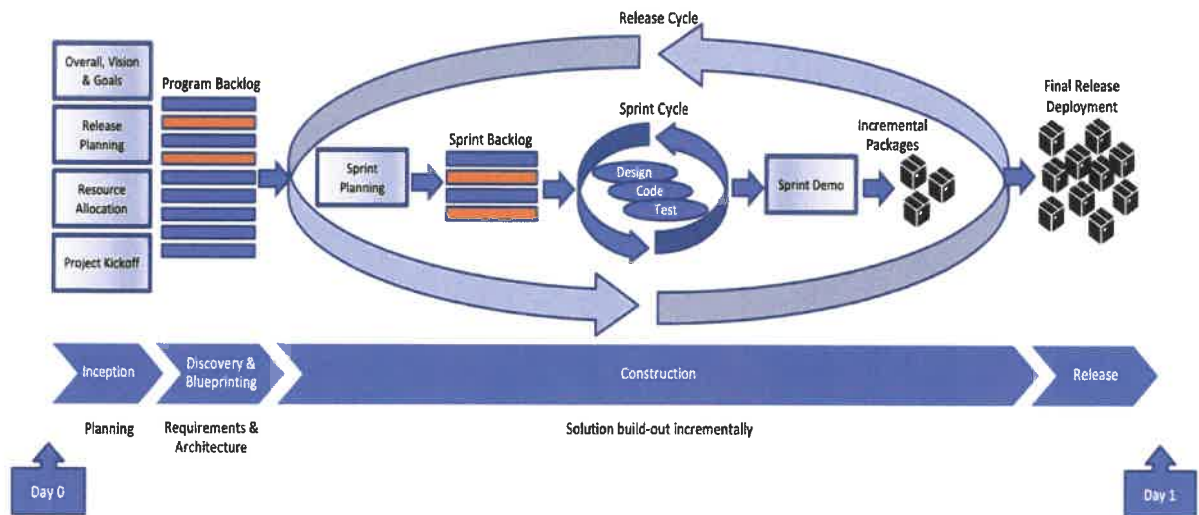 Release Cycle
Overall, Vision
& Goals
Program Backlog
Release
Planning
Resource
Allocation
Project Kickoff
Sprint
Planning
Sprint Backlog
Sprint Cycle
Design
Code
Test
Sprint Demo
Incremental
Packages
Final Release
Deployment
Inception
Discovery &
Blueprinting
Construction
Release
Planning
Requirements &
Architecture
Solution build-out incrementally
Day 0
Day 1